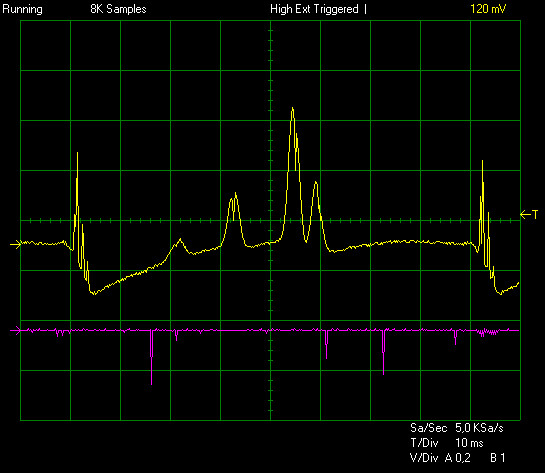 Running 8K Samples High Ext Triggered | 120 mV
T
Sa/Sec 5,0 KSa/s
T/Div 10 ms
V/Div A 0,2 B 1